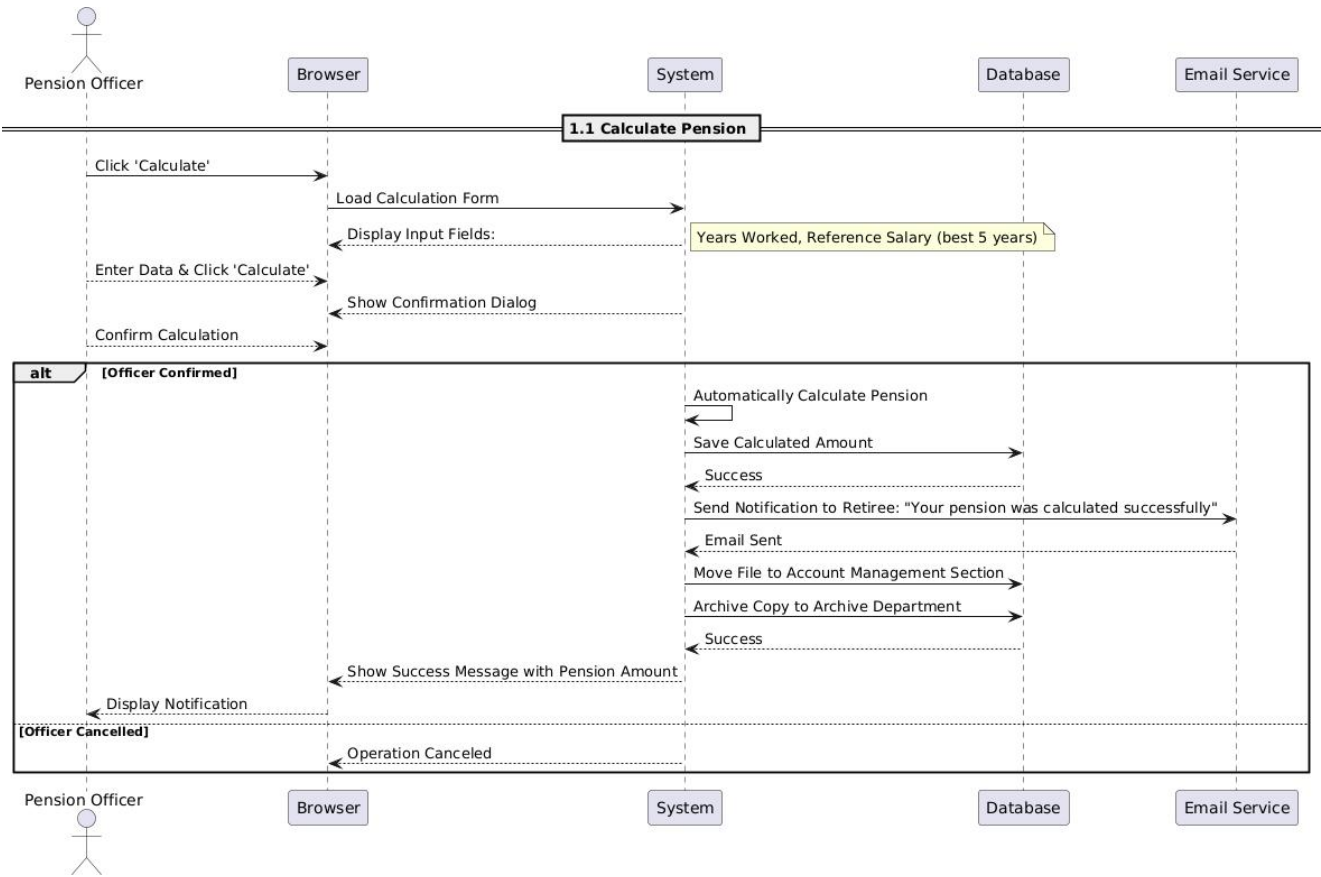 Pension Officer
Browser
System
Database
Email Service
1.1 Calculate Pension
Click 'Calculate'
Load Calculation Form
Display Input Fields:
Years Worked, Reference Salary (best 5 years)
Enter Data & Click 'Calculate'
Show Confirmation Dialog
Confirm Calculation
alt
[Officer Confirmed]
Automatically Calculate Pension
Save Calculated Amount
Success
Send Notification to Retiree: "Your pension was calculated successfully"
Email Sent
Move File to Account Management Section
Archive Copy to Archive Department
Success
Show Success Message with Pension Amount
Display Notification
[Officer Cancelled]
Operation Canceled
Pension Officer
Browser
System
Database
Email Service